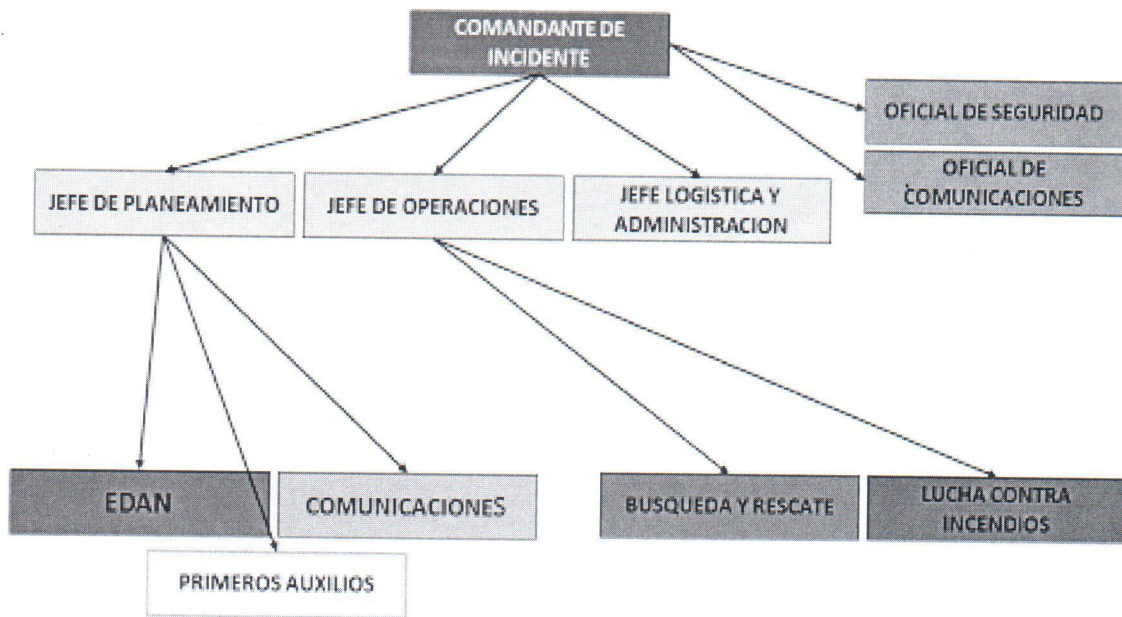 COMANDANTE DE
INCIDENTE
OFICIAL DE SEGURIDAD
OFICIAL DE
COMUNICACIONES
JEFE DE PLANEAMIENTO
JEFE DE OPERACIONES
JEFE LOGISTICA Y
ADMINISTRACION
EDAN
COMUNICACIONES
BUSQUEDA Y RESCATE
LUCHA CONTRA
INCENDIOS
PRIMEROS AUXILIOS